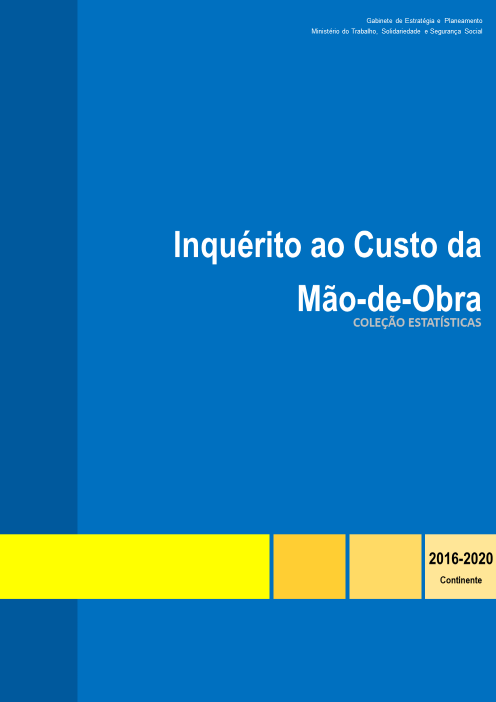 Gabinete de Estratégia e Planeamento
Ministério do Trabalho, Solidariedade e Segurança Social
Inquérito ao Custo da
Mão-de-Obra
COLEÇÃO ESTATÍSTICAS
2016-2020
Continente